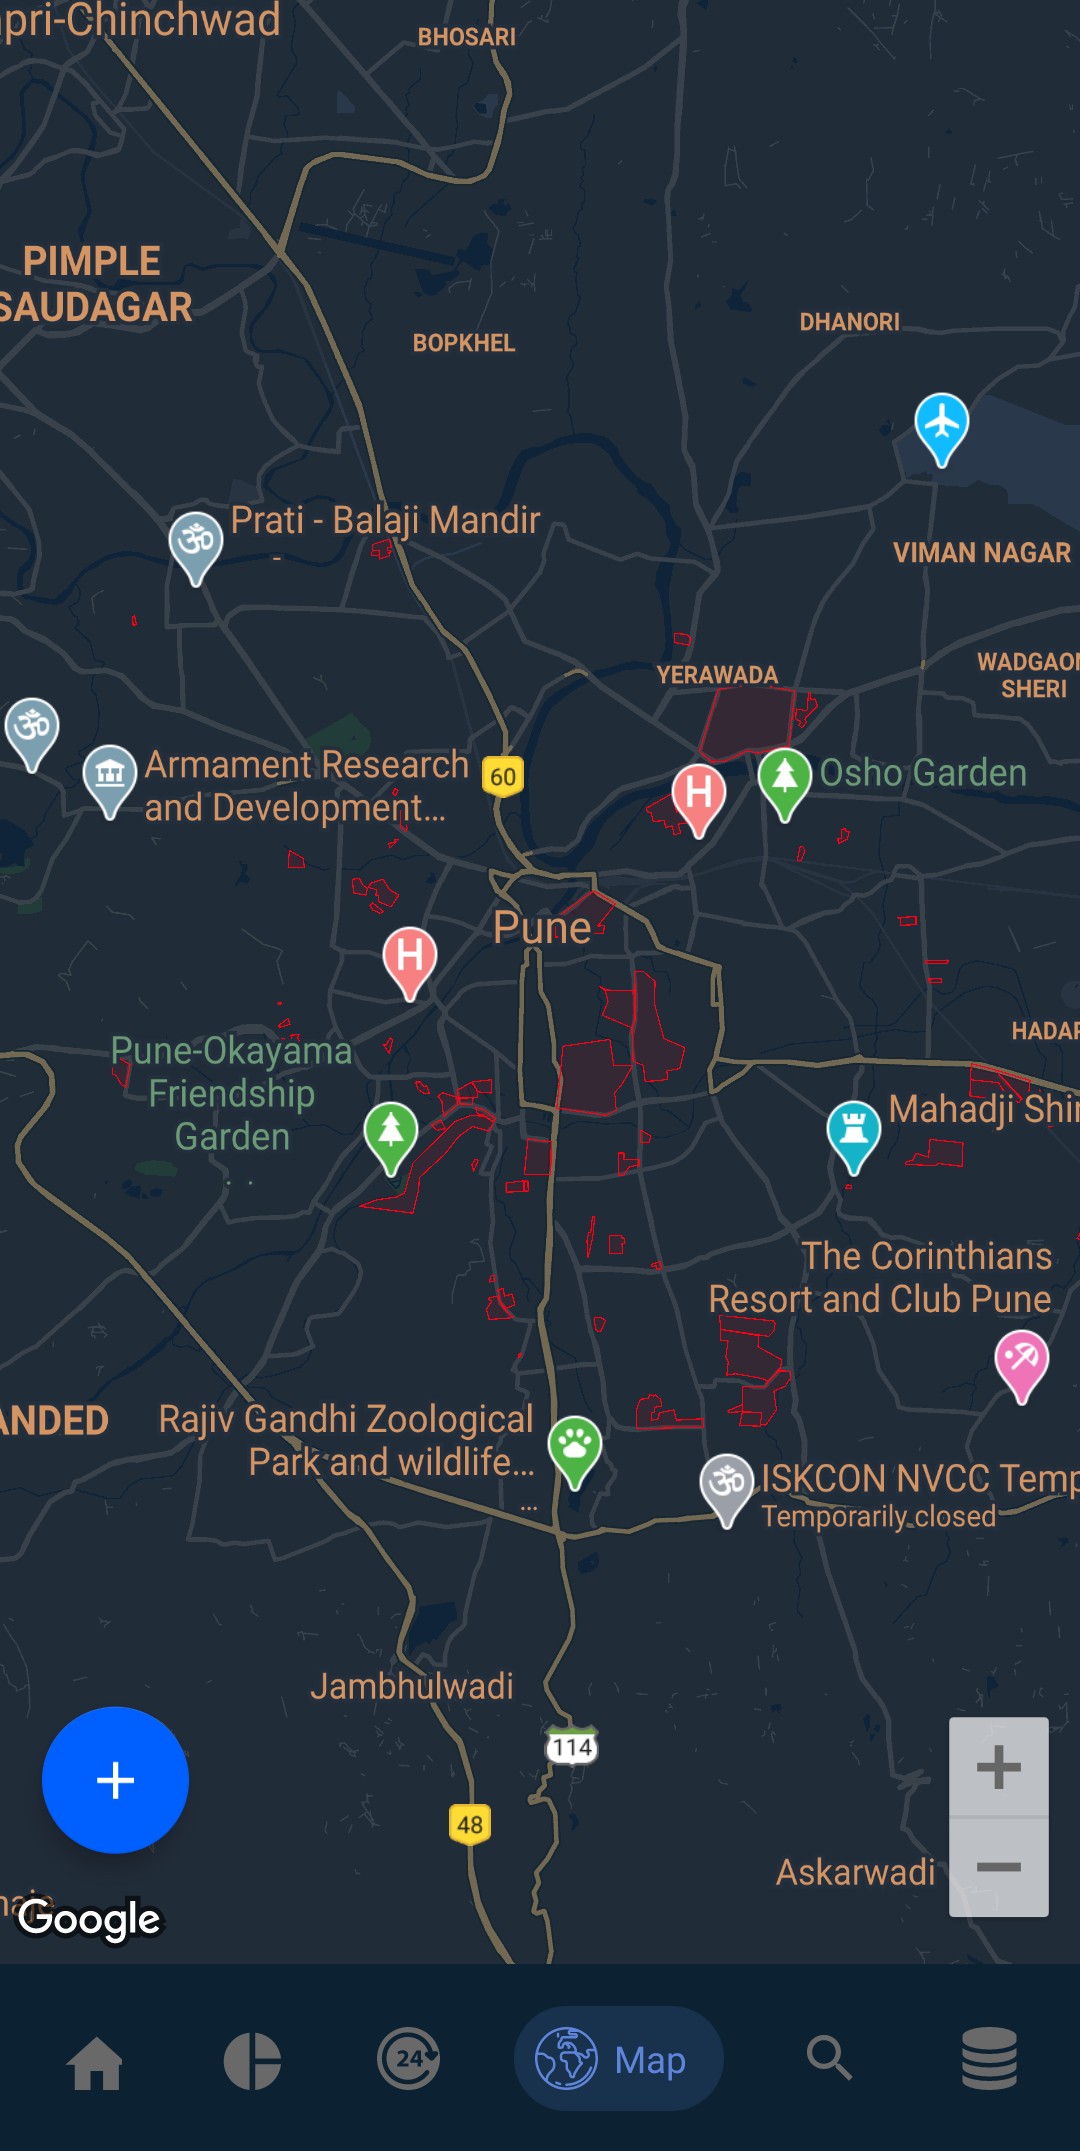 pri-Chinchwad
BHOSARI
PIMPLE
SAUDAGAR
BOPKHEL
DHANORI
Prati - Balaji Mandir
VIMAN NAGAR
YERAWADA
WADGAON
SHERI
Armament Research
and Development...
60
H
Osho Garden
Pune
H
HADAP
Pune-Okayama
Friendship
Garden
Mahadji Shin
The Corinthians
Resort and Club Pune
ANDED
Rajiv Gandhi Zoological
Park and wildlife...
...
ISKCON NVCC Temp
Temporarily closed
Jambhulwadi
114
48
Askarwadi
Google
24
Map